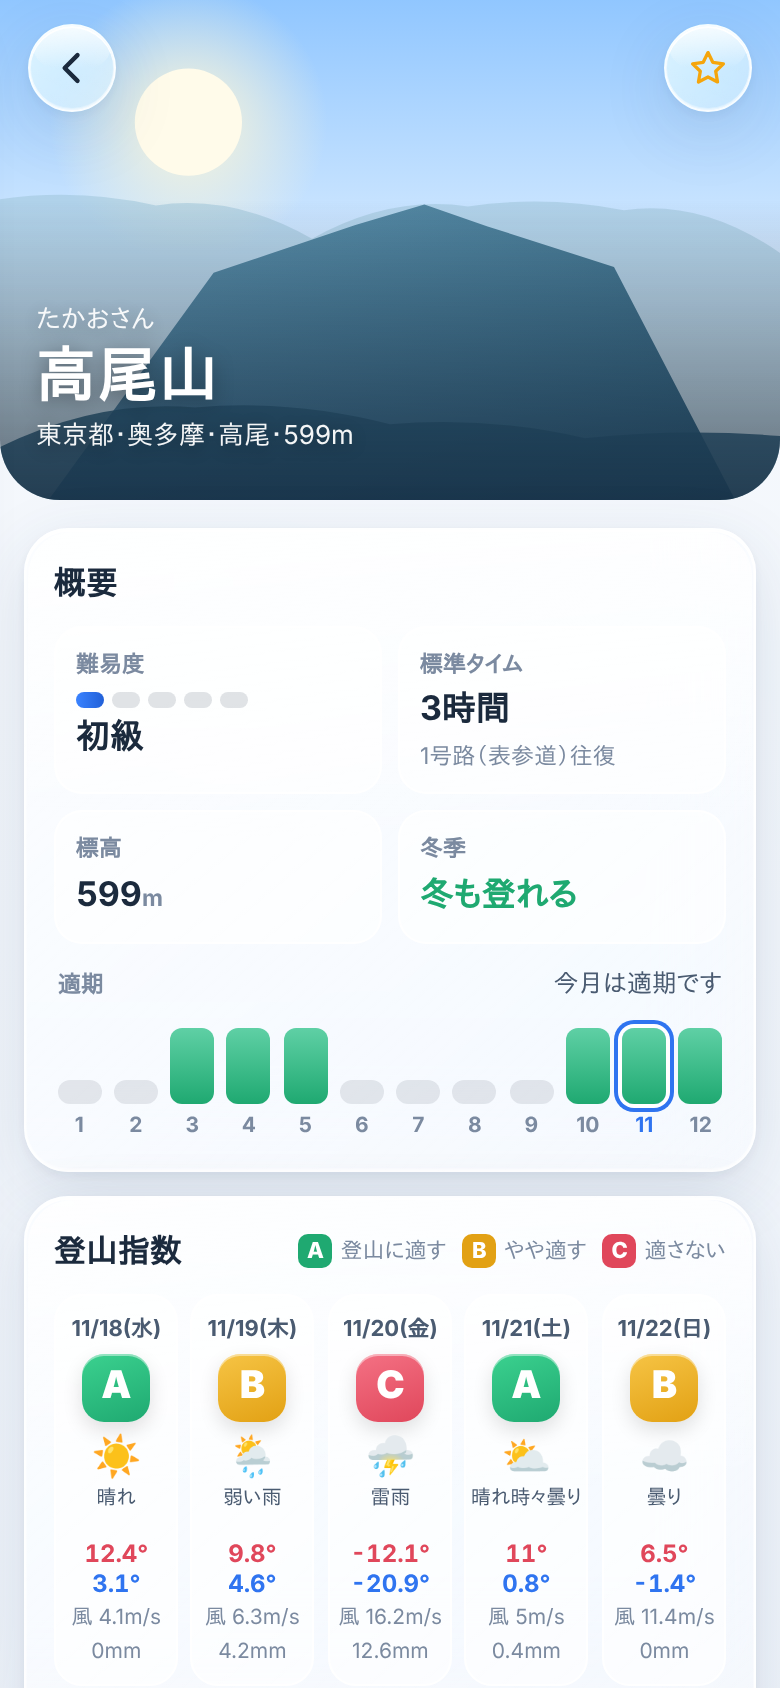 たかおさん
高尾山
東京都・奥多摩・高尾・599m
概要
難易度
初級
標準タイム
3時間
1号路（表参道）往復
標高
599m
冬季
冬も登れる
適期
今月は適期です
1 2 3 4 5 6 7 8 9 10 11 12
登山指数
A 登山に適す B やや適す C 適さない
11/18(水) 11/19(木) 11/20(金) 11/21(土) 11/22(日)
A B C A B
晴れ 弱い雨 雷雨 晴れ時々曇り 曇り
12.4° 9.8° -12.1° 11° 6.5°
3.1° 4.6° -20.9° 0.8° -1.4°
風 4.1m/s 風 6.3m/s 風 16.2m/s 風 5m/s 風 11.4m/s
0mm 4.2mm 12.6mm 0.4mm 0mm